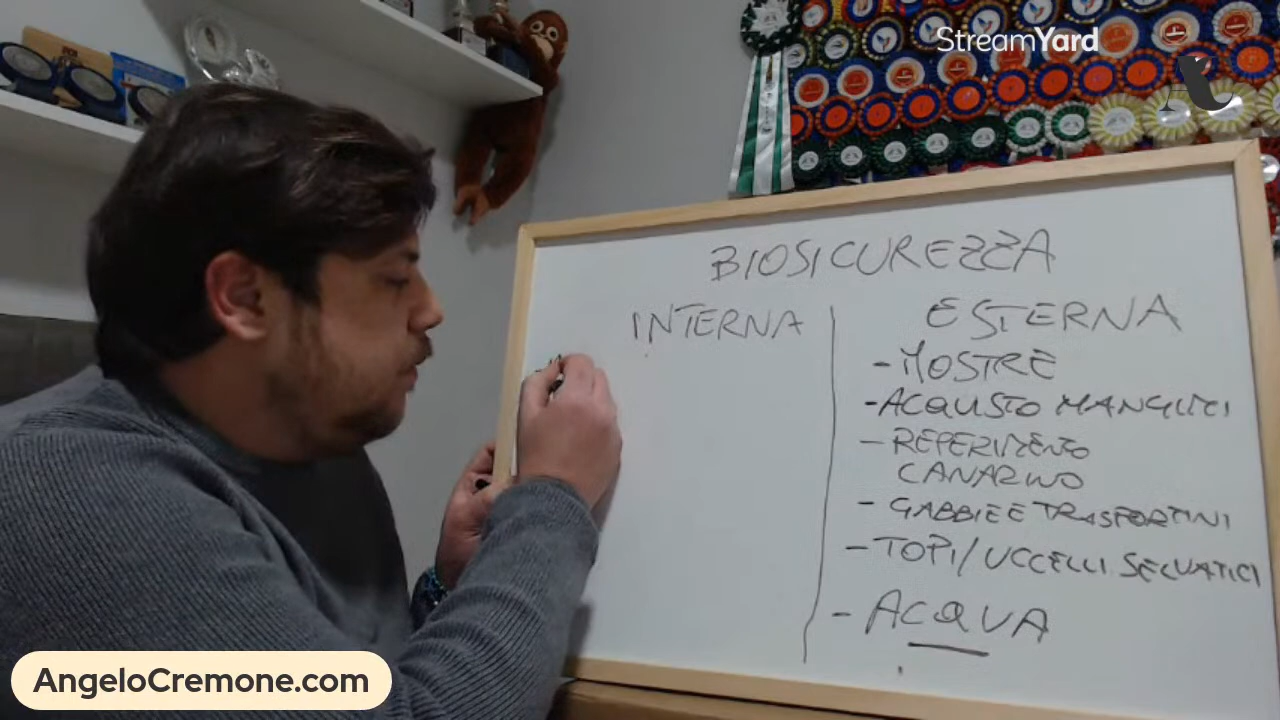 StreamYard
BIOSICUREZZA
INTERNA
ESTERNA
- MOSTRE
- ACQUISTO MANGIMI
- REPERIMENTO
CANARINO
- GABBIE E TRASPORTINI
- TOPI/UCCELLI SELVATICI
- ACQUA
AngeloCremone.com